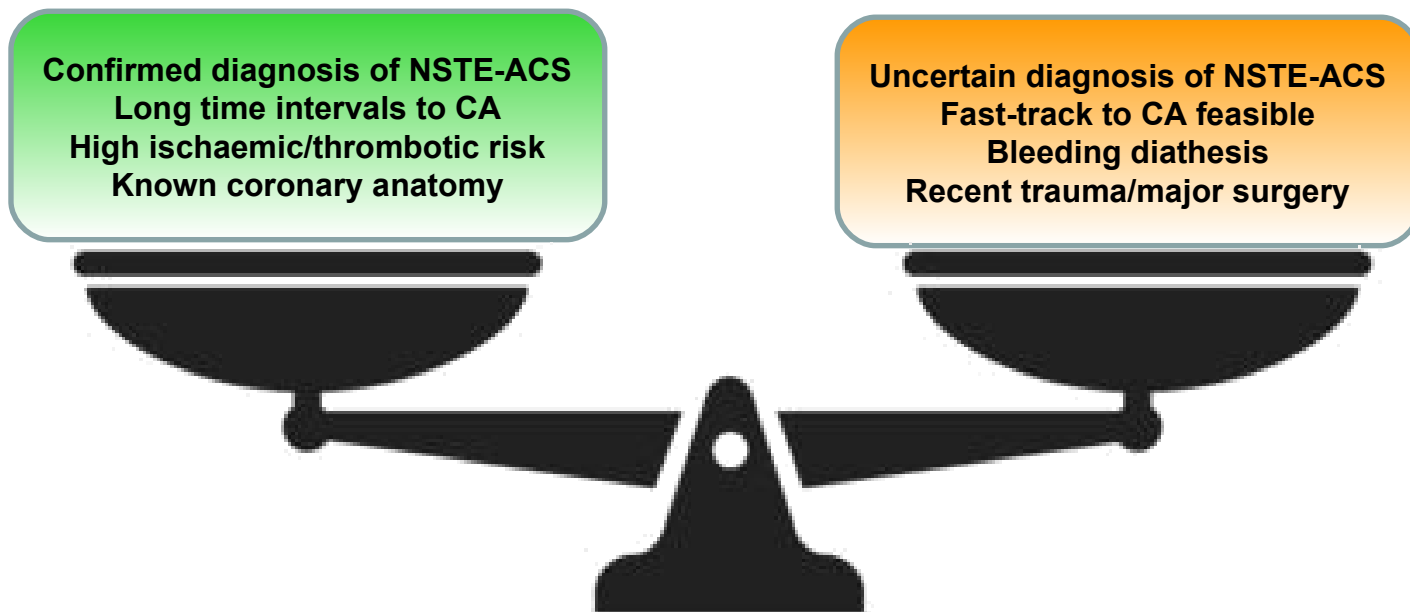 Confirmed diagnosis of NSTE-ACS
Long time intervals to CA
High ischaemic/thrombotic risk
Known coronary anatomy
Uncertain diagnosis of NSTE-ACS
Fast-track to CA feasible
Bleeding diathesis
Recent trauma/major surgery